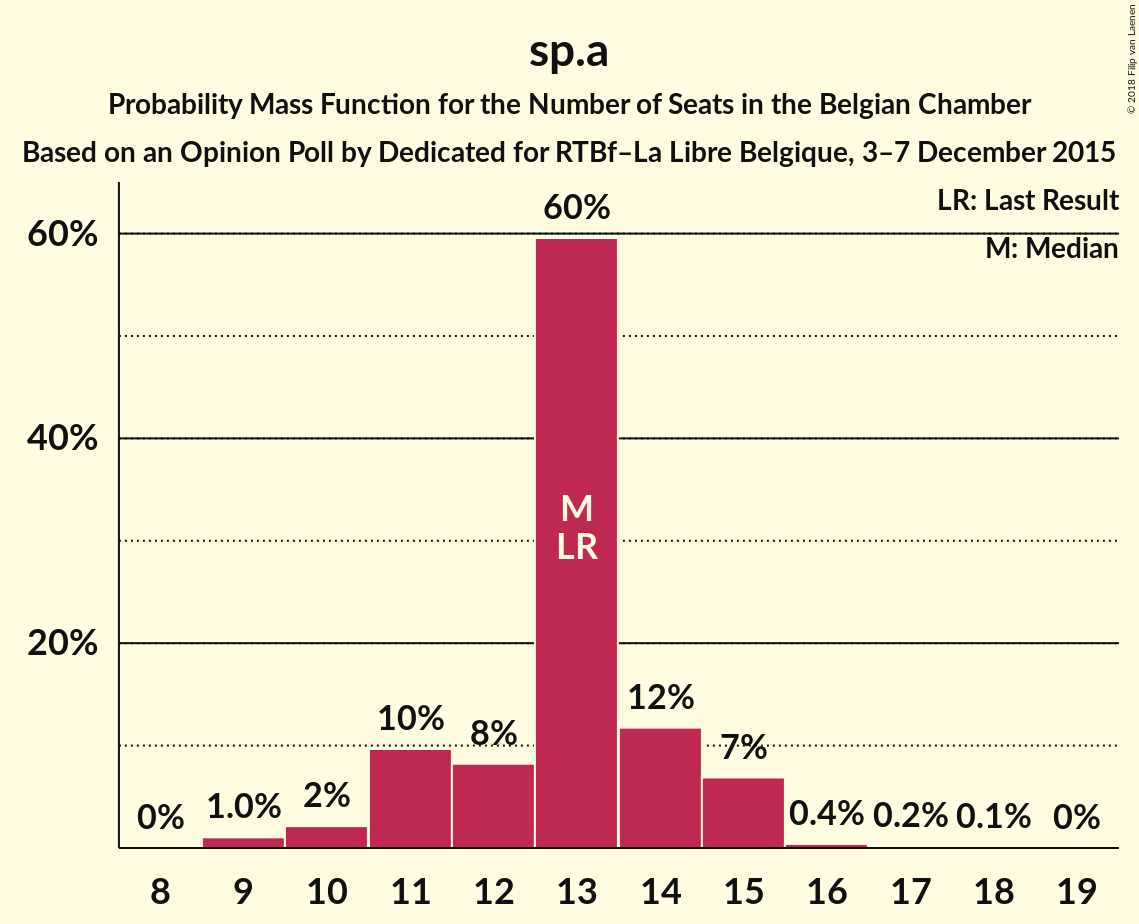 sp.a
Probability Mass Function for the Number of Seats in the Belgian Chamber
Based on an Opinion Poll by Dedicated for RTBf–La Libre Belgique, 3–7 December 2015
© 2018 Filip van Laenen
LR: Last Result
M: Median
60%
40%
20%
0%
1.0%
2%
10%
8%
60%
M
LR
12%
7%
0.4%
0.2%
0.1%
0%
8 9 10 11 12 13 14 15 16 17 18 19